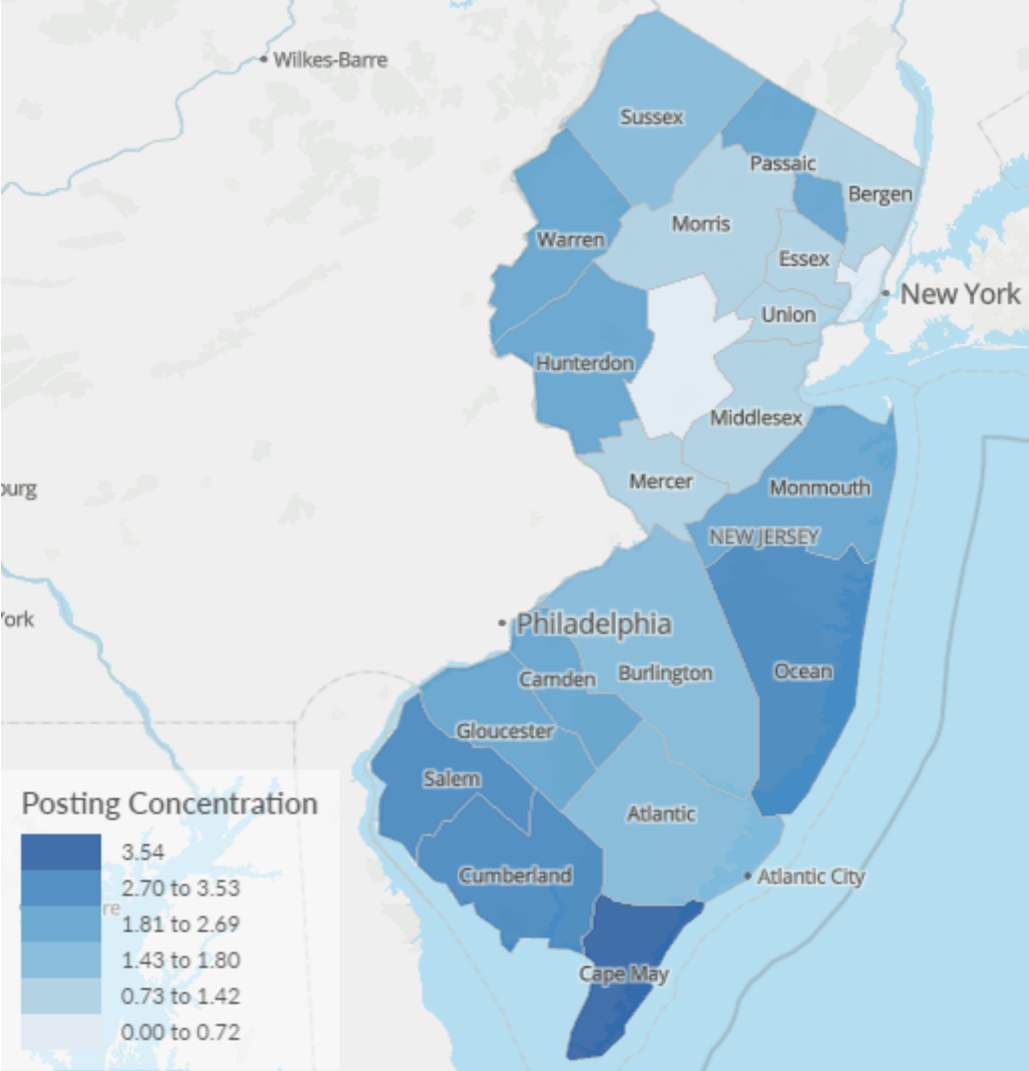 Wilkes-Barre
Sussex
Passaic
Bergen
Morris
Warren
Essex
New York
Union
Hunterdon
Middlesex
Mercer
burg
Monmouth
NEW JERSEY
York
Philadelphia
Burlington
Ocean
Camden
Gloucester
Salem
Atlantic
Cumberland
Atlantic City
Cape May
Posting Concentration
3.54
2.70 to 3.53
re
1.81 to 2.69
1.43 to 1.80
0.73 to 1.42
0.00 to 0.72